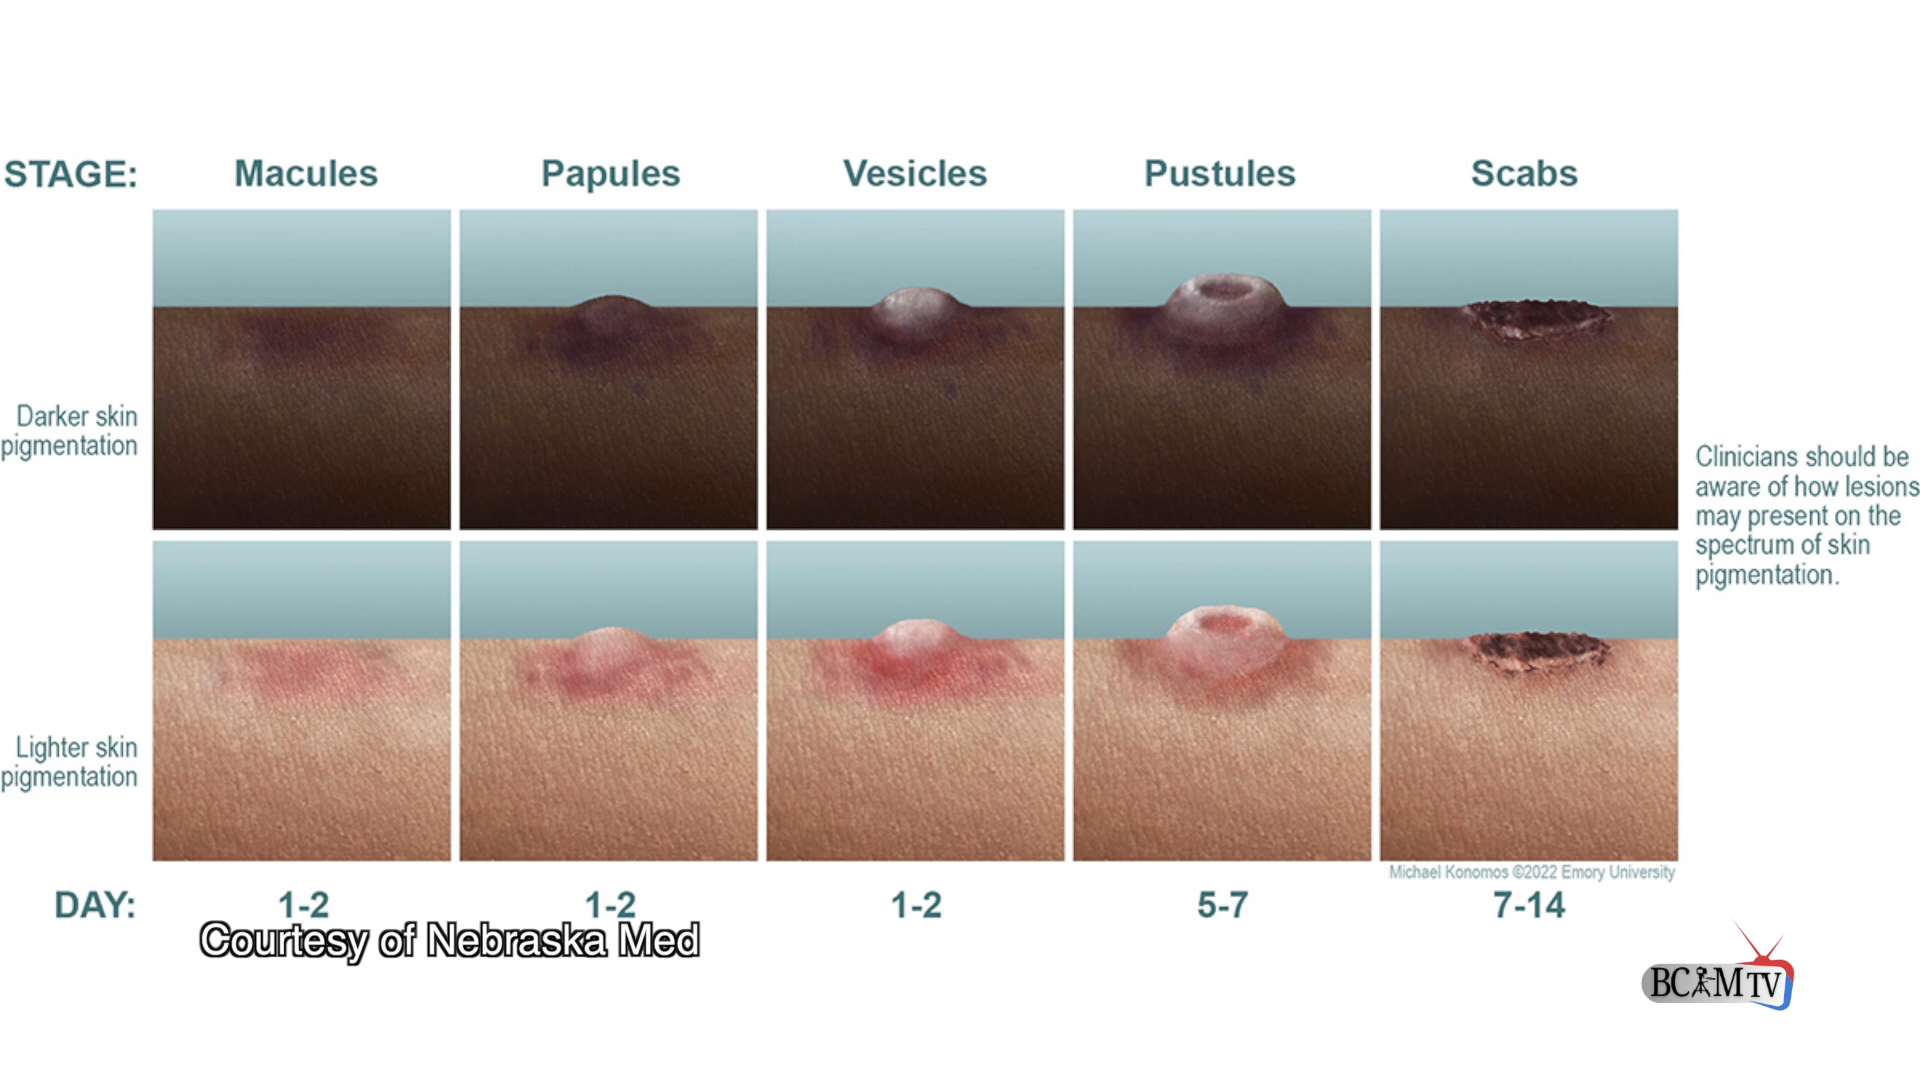 STAGE: Macules Papules Vesicles Pustules Scabs
Darker skin
pigmentation
Clinicians should be
aware of how lesions
may present on the
spectrum of skin
pigmentation.
Lighter skin
pigmentation
Michael Konomos ©2022 Emory University
DAY: 1-2 1-2 1-2 5-7 7-14
Courtesy of Nebraska Med
BCAM TV